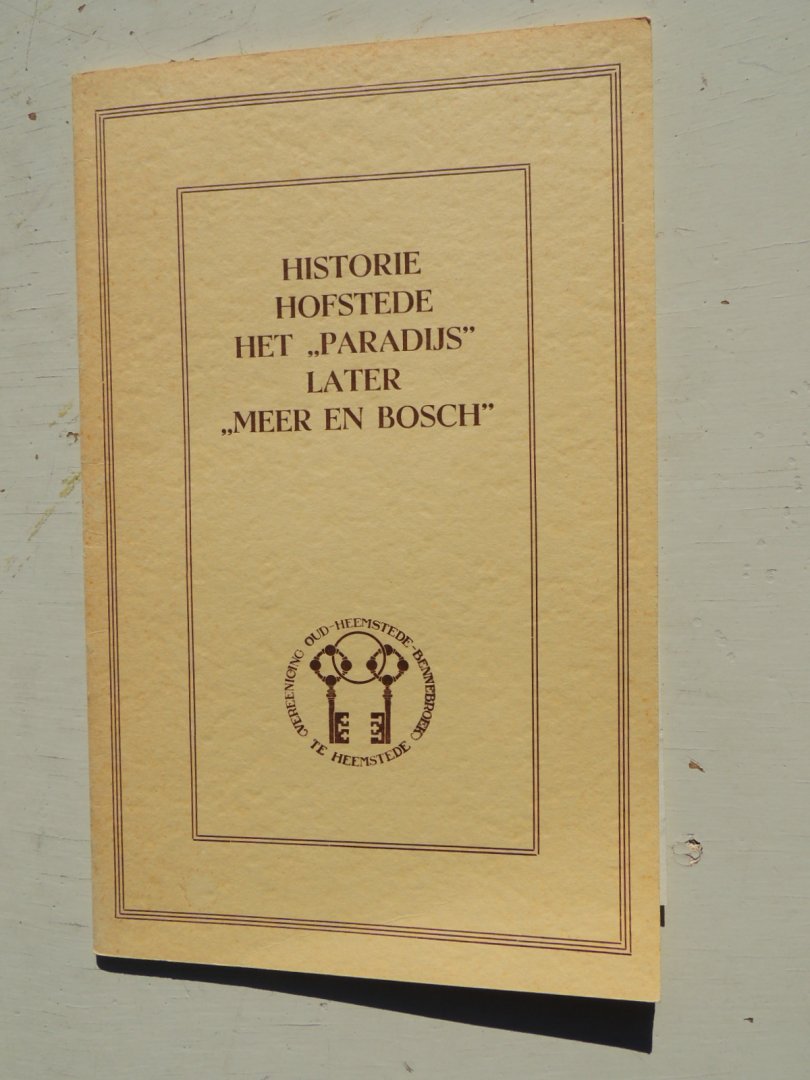 HISTORIE
HOFSTEDE
HET „PARADIJS”
LATER
„MEER EN BOSCH”
VEREENIGING OUD-HEEMSTEDE-BENNEBROEK
TE HEEMSTEDE